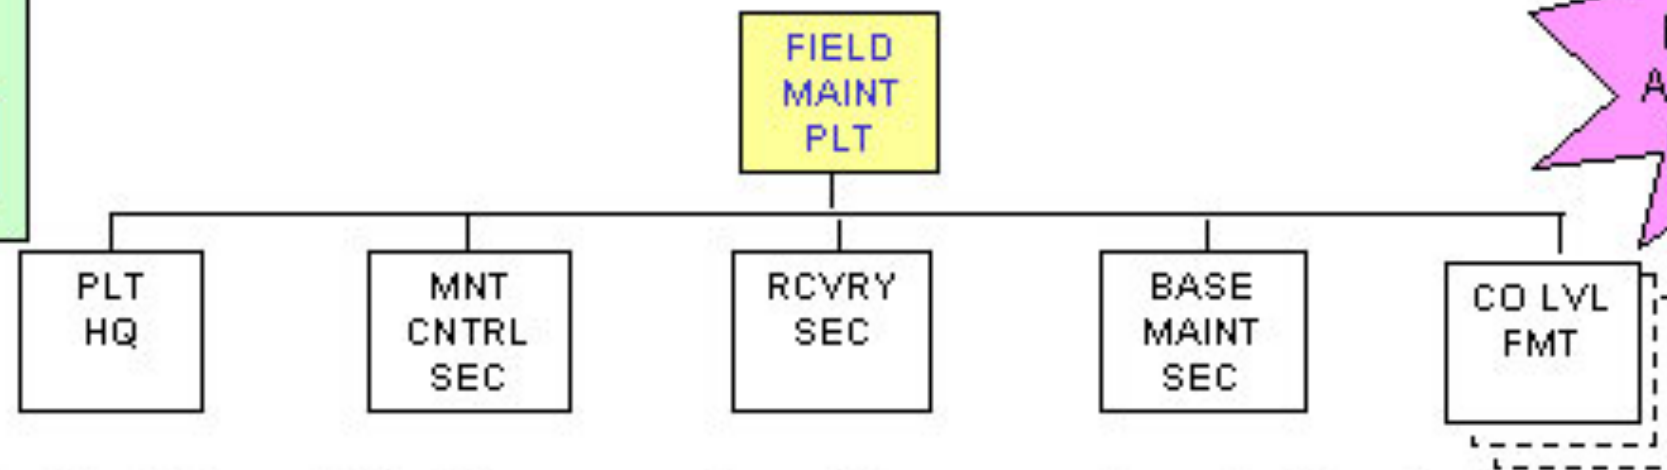 FIELD
MAINT
PLT
A
PLT
HQ
MNT
CNTRL
SEC
RCVRY
SEC
BASE
MAINT
SEC
CO LVL
FMT